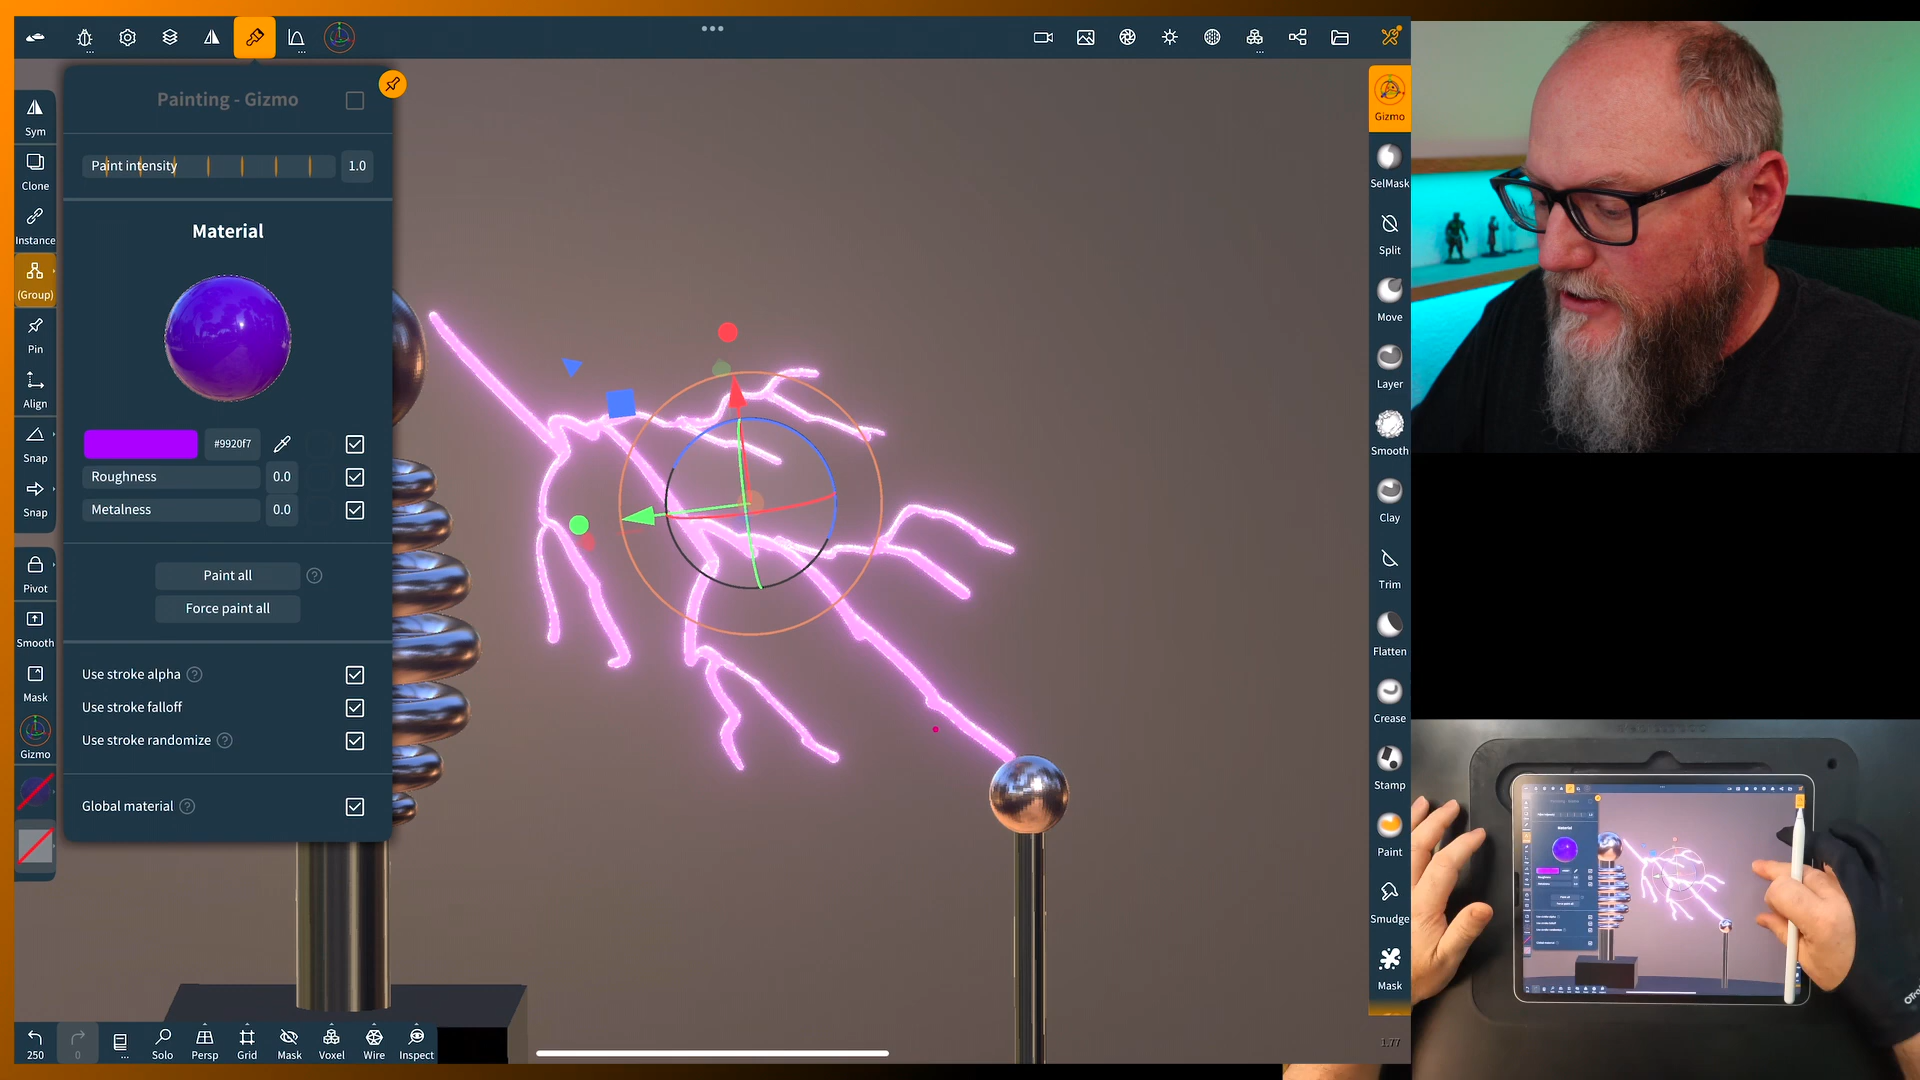 Painting - Gizmo
Paint intensity 1.0
Material
#9920f7
Roughness 0.0
Metalness 0.0
Paint all
Force paint all
Use stroke alpha
Use stroke falloff
Use stroke randomize
Global material
Sym
Clone
Instance
(Group)
Pin
Align
Snap
Snap
Pivot
Smooth
Mask
Gizmo
250
0
Solo
Persp
Grid
Mask
Voxel
Wire
Inspect
Gizmo
SelMask
Split
Move
Layer
Smooth
Clay
Trim
Flatten
Crease
Stamp
Paint
Smudge
Mask
1.77